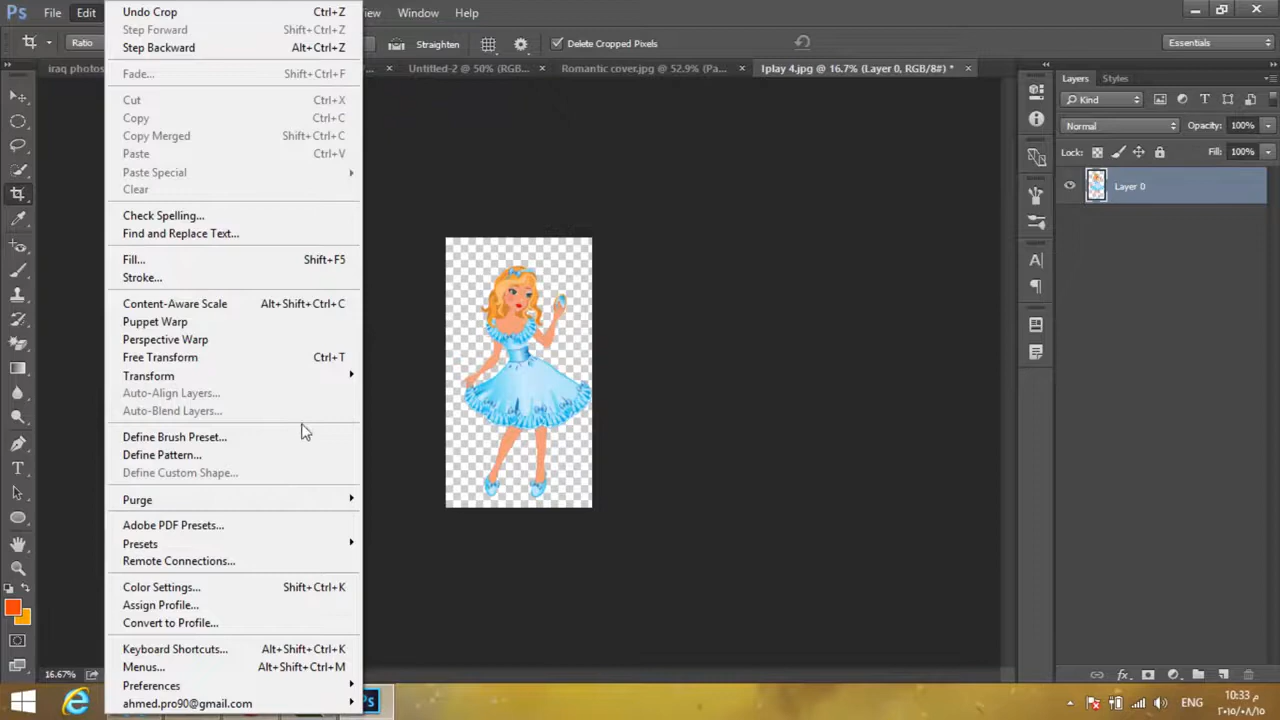 Ps File Edit iew Window Help
Ratio Straighten Delete Cropped Pixels Essentials
iraq photos Untitled-2 @ 50% (RGB... × Romantic cover.jpg @ 52.9% (Pa... × Iplay 4.jpg @ 16.7% (Layer 0, RGB/8#) * ×
Undo Crop Ctrl+Z
Step Forward Shift+Ctrl+Z
Step Backward Alt+Ctrl+Z
Fade... Shift+Ctrl+F
Cut Ctrl+X
Copy Ctrl+C
Copy Merged Shift+Ctrl+C
Paste Ctrl+V
Paste Special
Clear
Check Spelling...
Find and Replace Text...
Fill... Shift+F5
Stroke...
Content-Aware Scale Alt+Shift+Ctrl+C
Puppet Warp
Perspective Warp
Free Transform Ctrl+T
Transform
Auto-Align Layers...
Auto-Blend Layers...
Define Brush Preset...
Define Pattern...
Define Custom Shape...
Purge
Adobe PDF Presets...
Presets
Remote Connections...
Color Settings... Shift+Ctrl+K
Assign Profile...
Convert to Profile...
Keyboard Shortcuts... Alt+Shift+Ctrl+K
Menus... Alt+Shift+Ctrl+M
Preferences
ahmed.pro90@gmail.com
Layers Styles
Kind
Normal Opacity: 100%
Lock: Fill: 100%
Layer 0
16.67%
Ps
ENG
10:33 م
٢٠١٥/٠٨/١٥